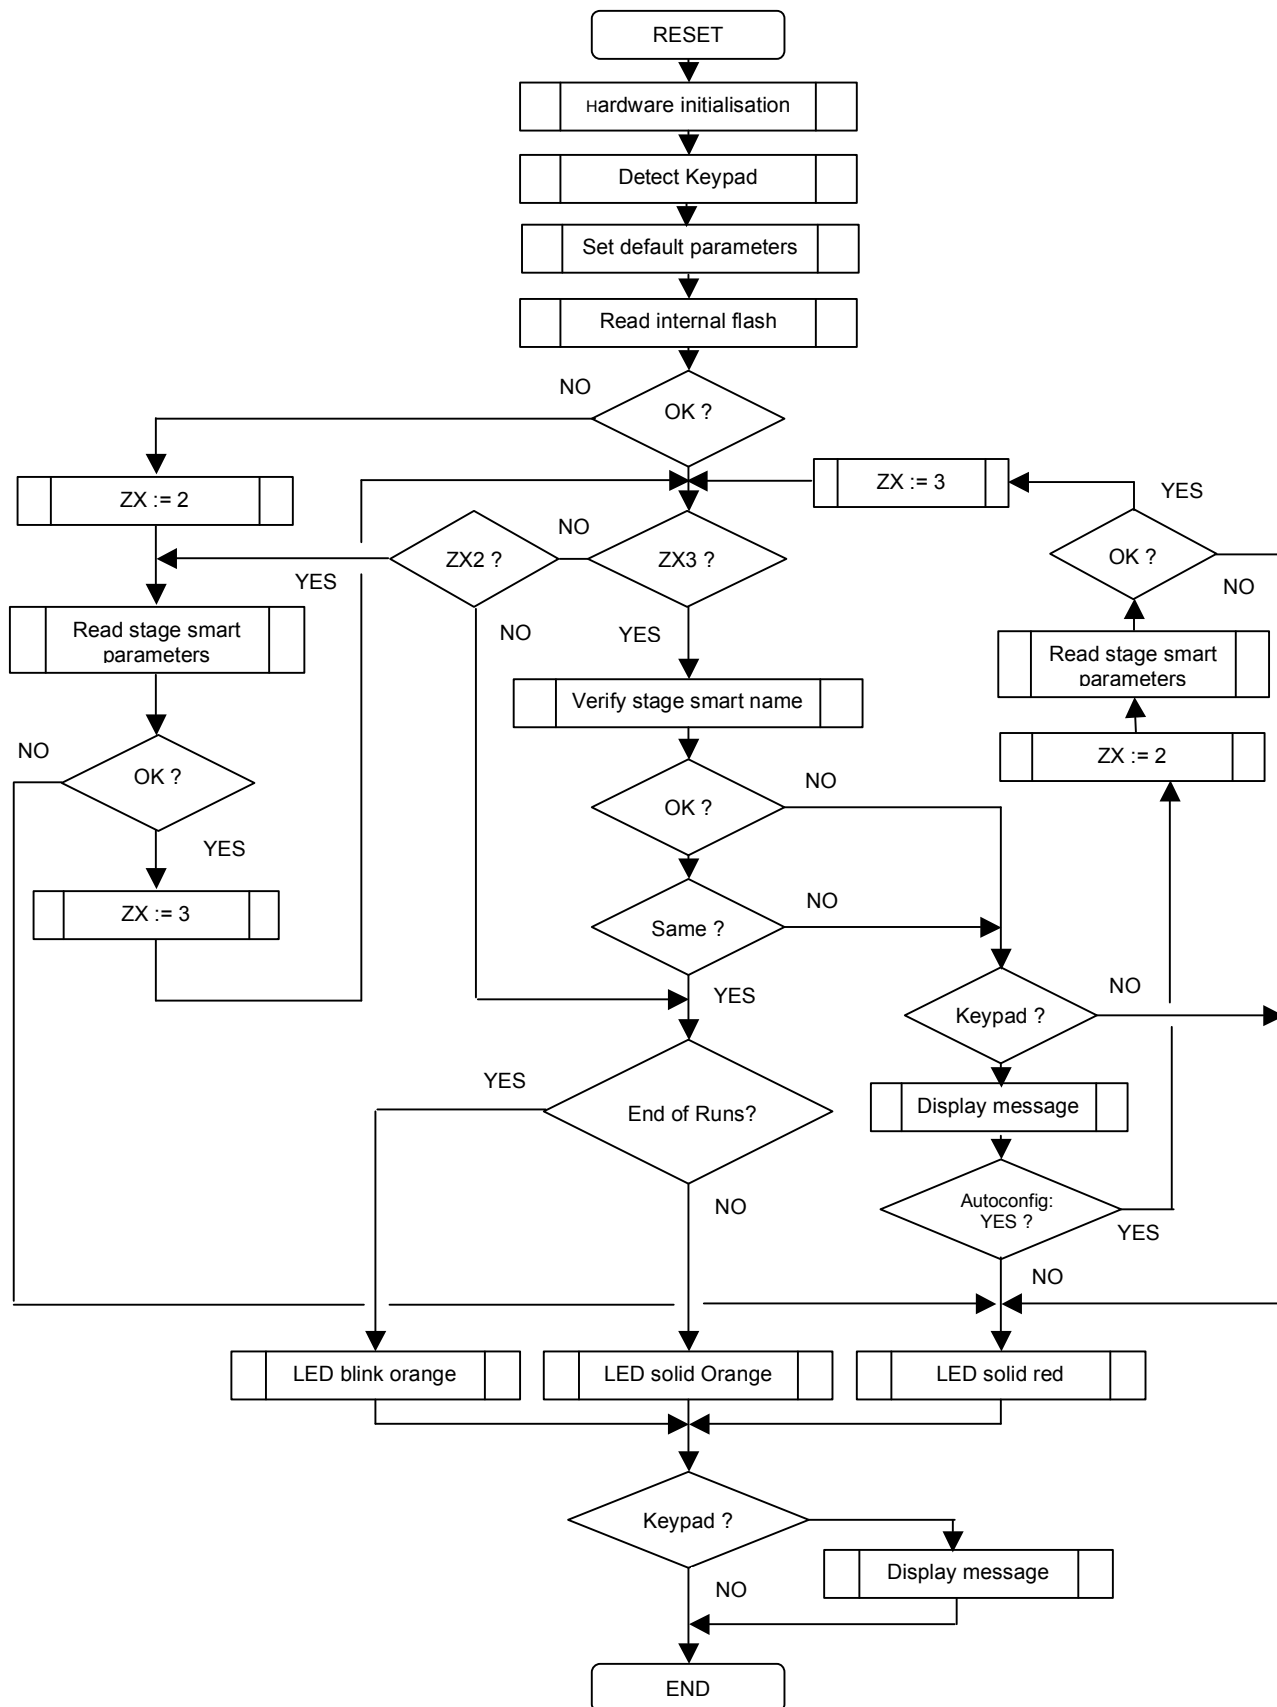 RESET
Hardware initialisation
Detect Keypad
Set default parameters
Read internal flash
NO
OK ?
ZX := 2
ZX := 3
YES
NO
ZX2 ?
ZX3 ?
OK ?
YES
NO
NO
YES
Read stage smart
parameters
Read stage smart
parameters
Verify stage smart name
NO
OK ?
ZX := 2
OK ?
NO
YES
ZX := 3
Same ?
NO
YES
Keypad ?
NO
YES
End of Runs?
Display message
NO
Autoconfig:
YES ?
YES
NO
LED blink orange
LED solid Orange
LED solid red
Keypad ?
Display message
NO
END